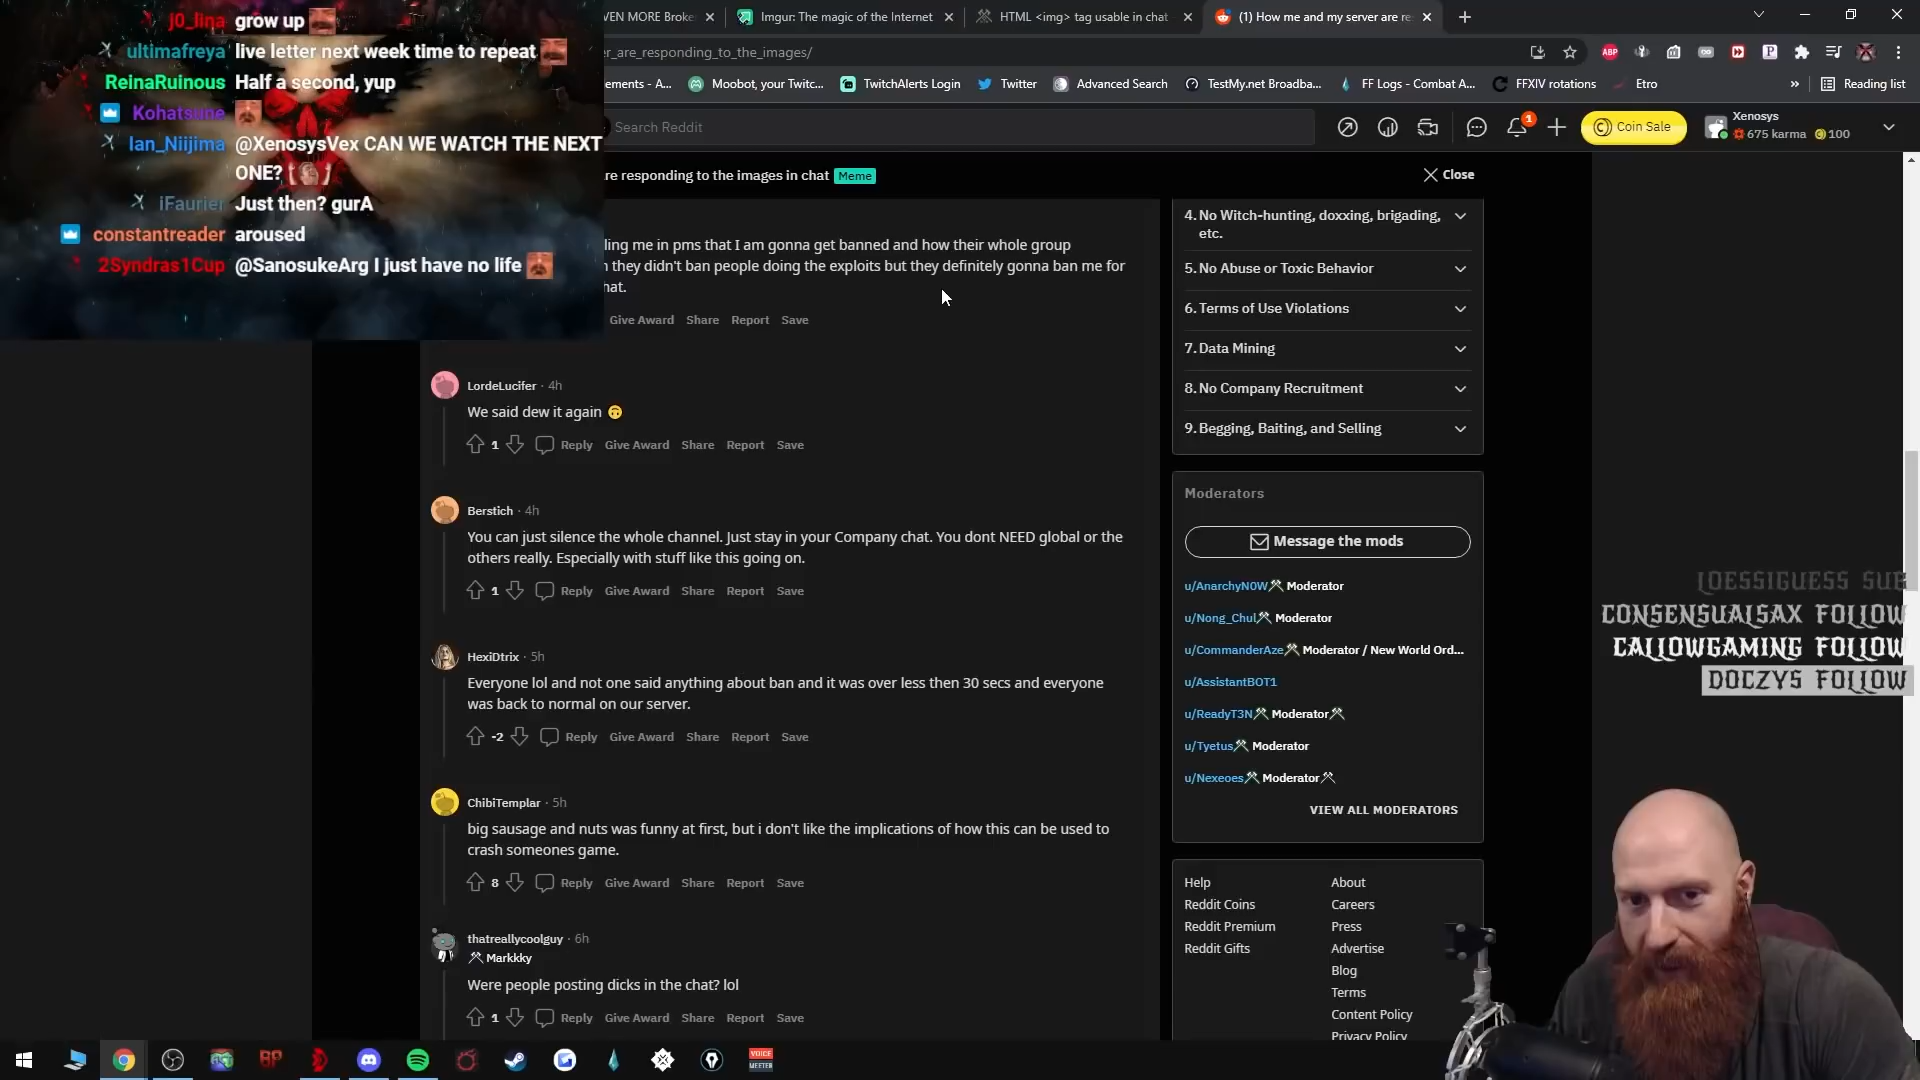 j0_lina grow up
ultimafreya live letter next week time to repeat
ReinaRuinous Half a second, yup
Kohatsune
Ian_Niijima @XenosysVex CAN WE WATCH THE NEXT
ONE?
iFaurier Just then? gurA
constantreader aroused
2Syndras1Cup @SanosukeArg I just have no life
VEN MORE Broke
Imgur: The magic of the Internet
HTML <img> tag usable in chat
(1) How me and my server are re
er_are_responding_to_the_images/
ements - A...
Moobot, your Twitc...
TwitchAlerts Login
Twitter
Advanced Search
TestMy.net Broadba...
FF Logs - Combat A...
FFXIV rotations
Etro
Reading list
Search Reddit
1
Coin Sale
Xenosys
675 karma 100
re responding to the images in chat Meme
Close
ling me in pms that I am gonna get banned and how their whole group
they didn't ban people doing the exploits but they definitely gonna ban me for
hat.
Give Award Share Report Save
LordeLucifer · 4h
We said dew it again
1 Reply Give Award Share Report Save
Berstich · 4h
You can just silence the whole channel. Just stay in your Company chat. You dont NEED global or the
others really. Especially with stuff like this going on.
1 Reply Give Award Share Report Save
HexiDtrix · 5h
Everyone lol and not one said anything about ban and it was over less then 30 secs and everyone
was back to normal on our server.
-2 Reply Give Award Share Report Save
ChibiTemplar · 5h
big sausage and nuts was funny at first, but i don't like the implications of how this can be used to
crash someones game.
8 Reply Give Award Share Report Save
thatreallycoolguy · 6h
Markkky
Were people posting dicks in the chat? lol
1 Reply Give Award Share Report Save
4. No Witch-hunting, doxxing, brigading,
etc.
5. No Abuse or Toxic Behavior
6. Terms of Use Violations
7. Data Mining
8. No Company Recruitment
9. Begging, Baiting, and Selling
Moderators
Message the mods
u/AnarchyN0W Moderator
u/Nong_Chul Moderator
u/CommanderAze Moderator / New World Ord...
u/AssistantBOT1
u/ReadyT3N Moderator
u/Tyetus Moderator
u/Nexeoes Moderator
VIEW ALL MODERATORS
Help About
Reddit Coins Careers
Reddit Premium Press
Reddit Gifts Advertise
Blog
Terms
Content Policy
Privacy Policy
LOESSIGUESS SUB
CONSENSUALSAX FOLLOW
CALLOWGAMING FOLLOW
DOCZYS FOLLOW
ABP
VOICE
MEETER